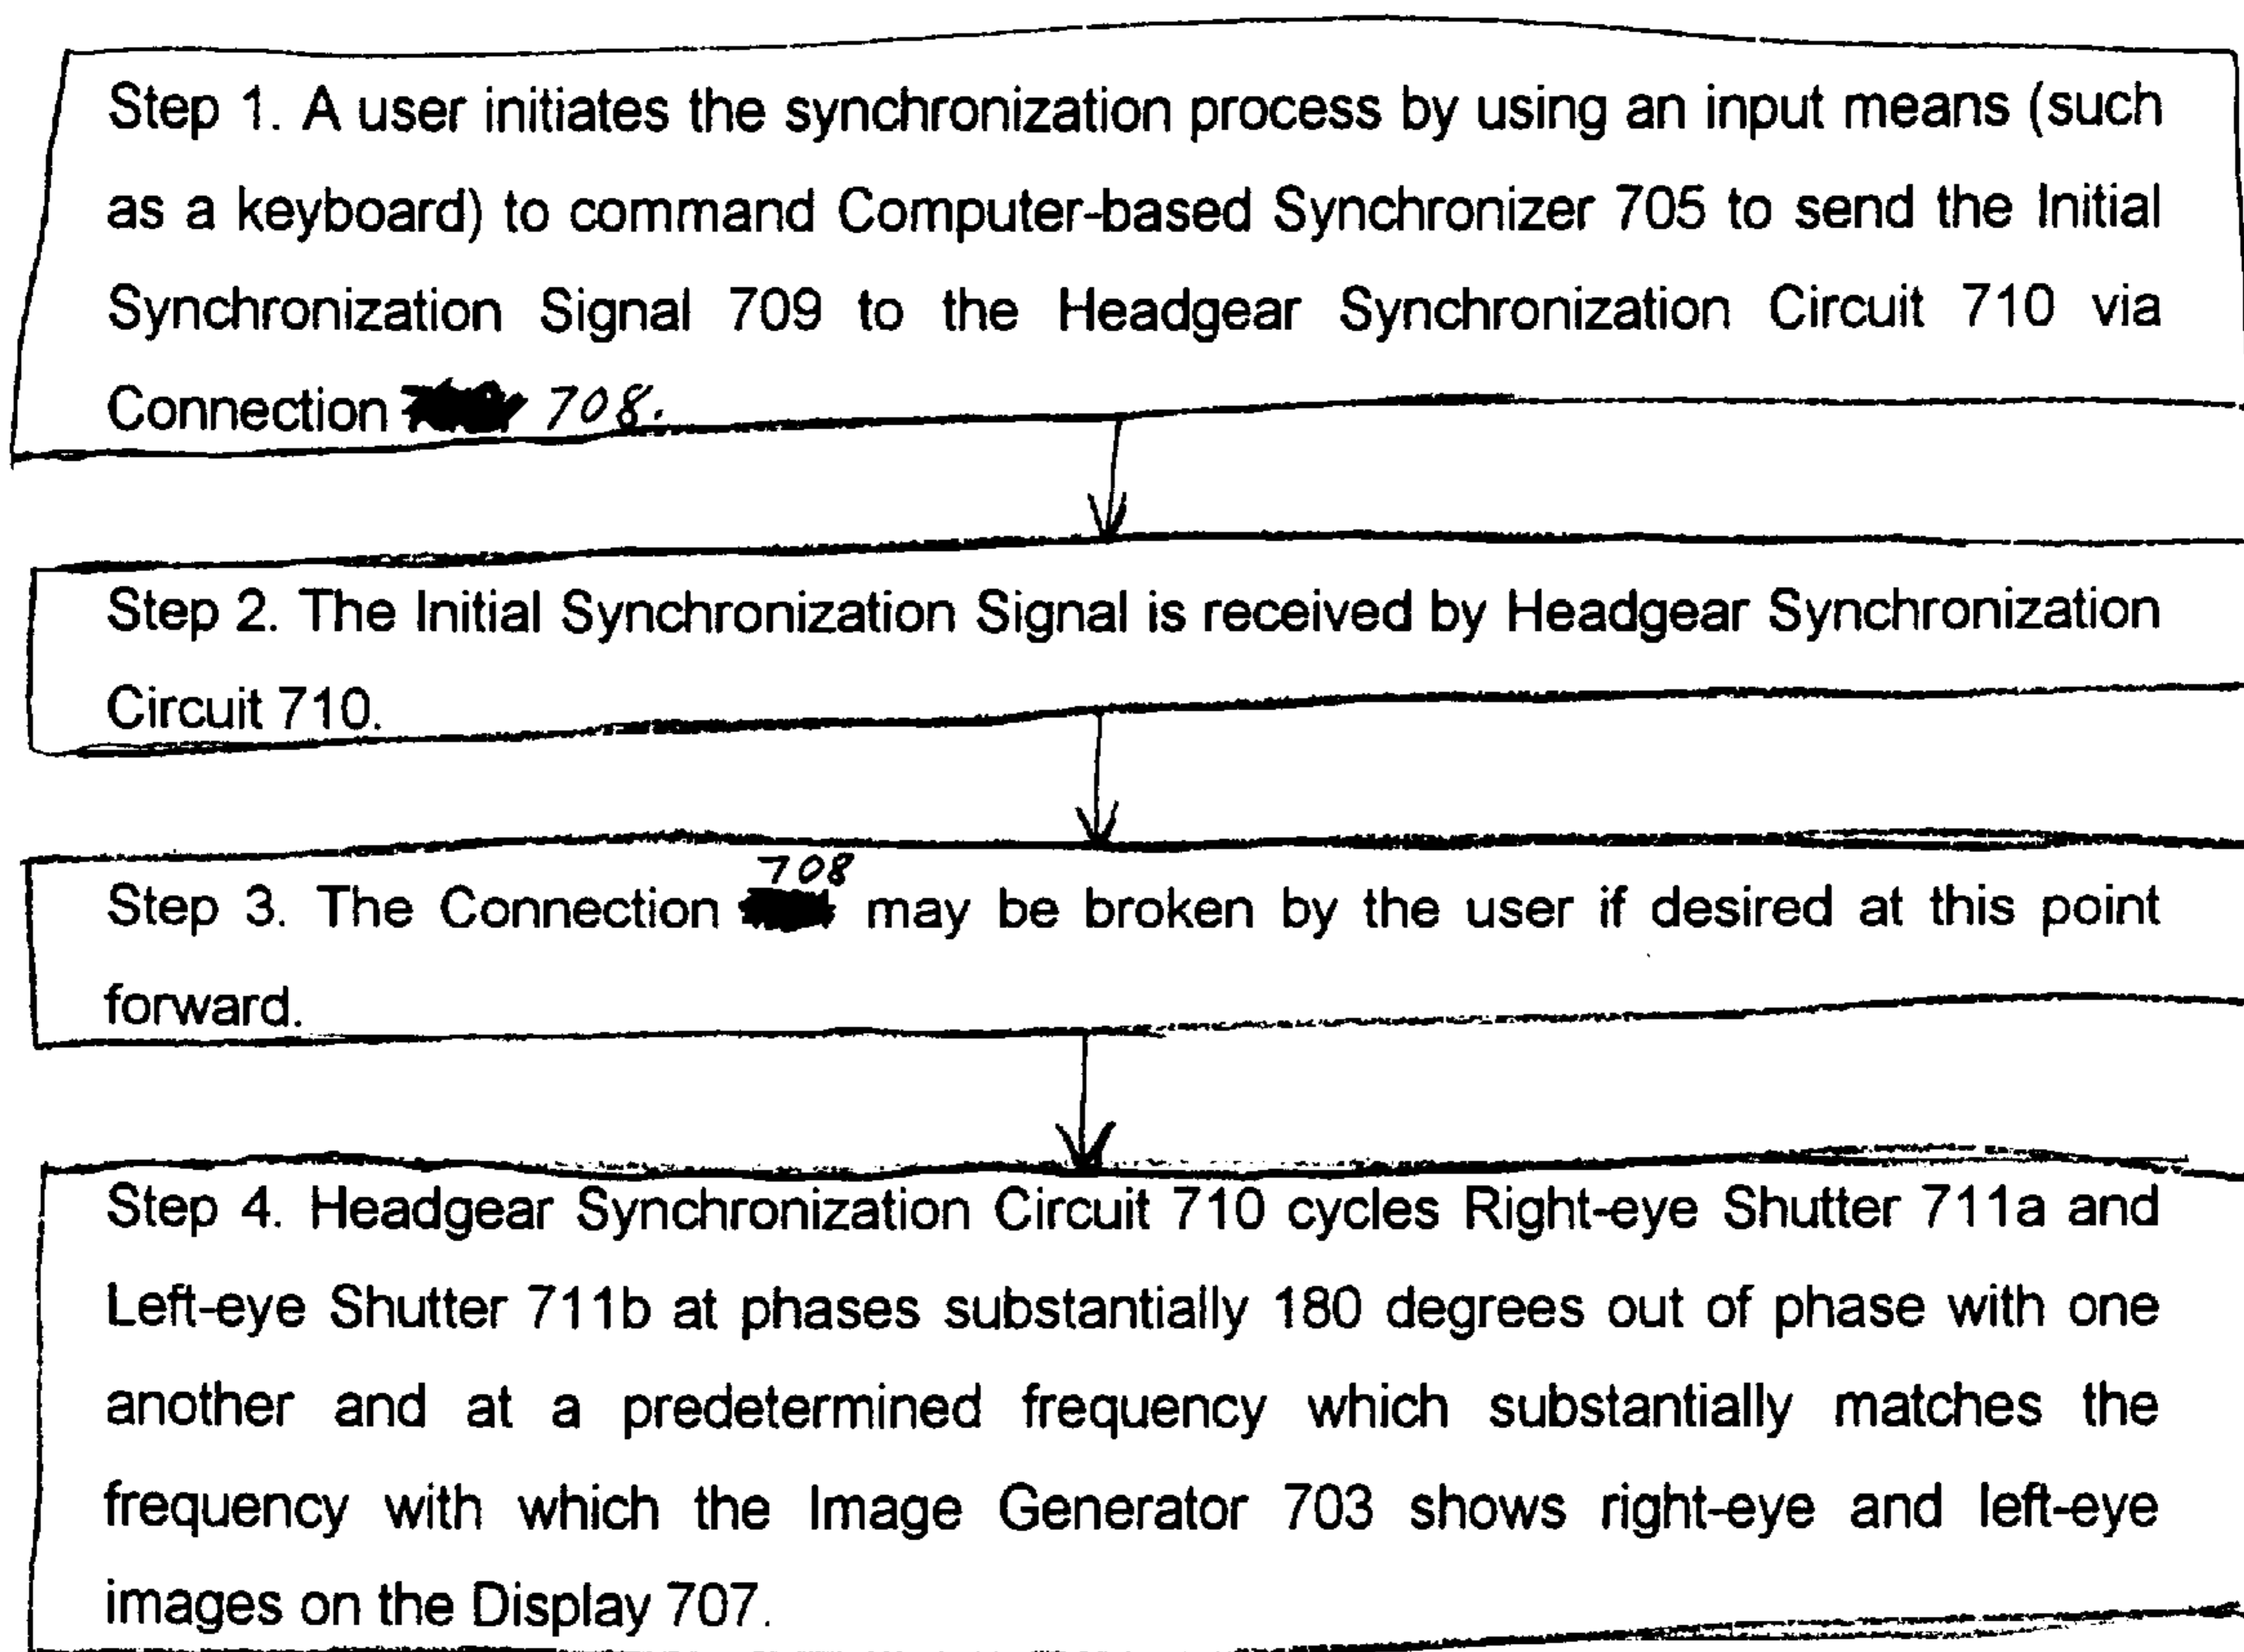 Step 1. A user initiates the synchronization process by using an input means (such
as a keyboard) to command Computer-based Synchronizer 705 to send the Initial
Synchronization Signal 709 to the Headgear Synchronization Circuit 710 via
Connection 708.
Step 2. The Initial Synchronization Signal is received by Headgear Synchronization
Circuit 710.
708
Step 3. The Connection may be broken by the user if desired at this point
forward.
Step 4. Headgear Synchronization Circuit 710 cycles Right-eye Shutter 711a and
Left-eye Shutter 711b at phases substantially 180 degrees out of phase with one
another and at a predetermined frequency which substantially matches the
frequency with which the Image Generator 703 shows right-eye and left-eye
images on the Display 707.